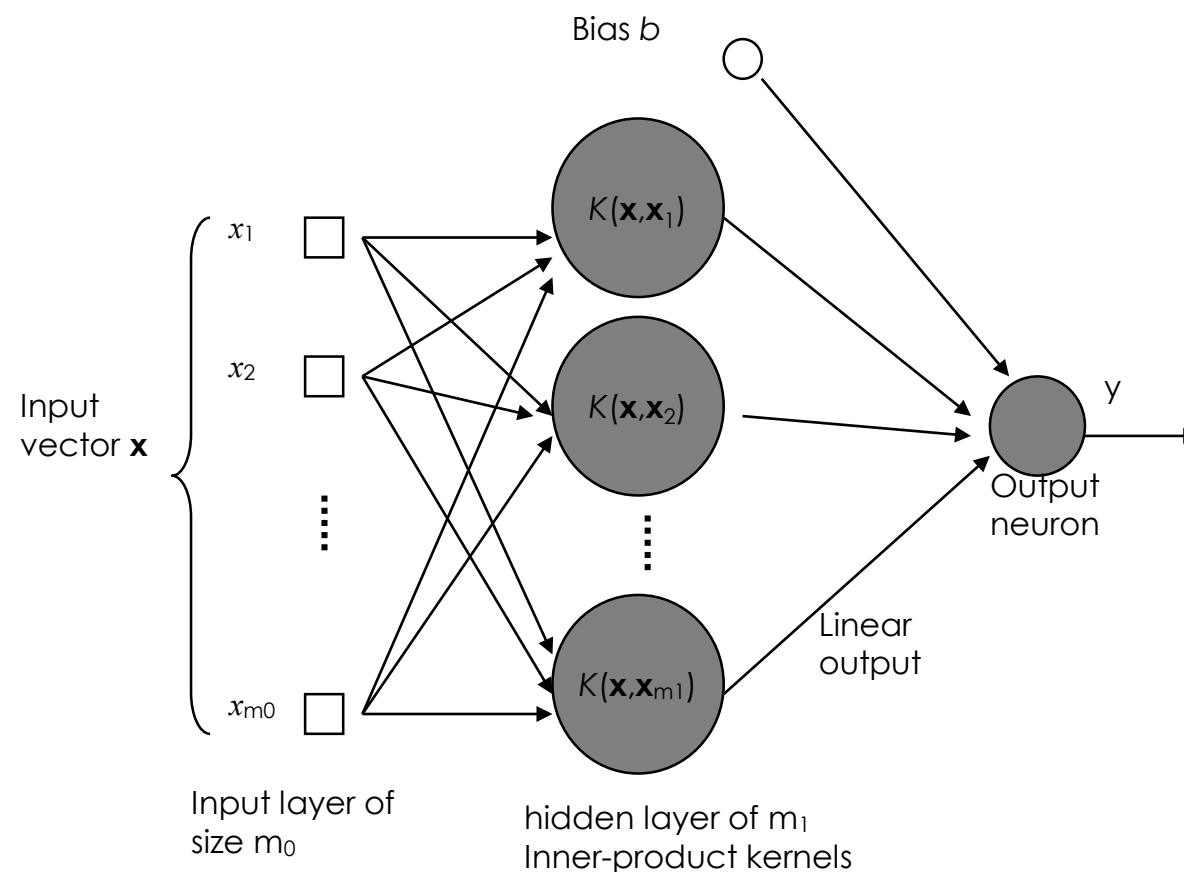 Bias b
K(x,x₁)
x₁
x₂
K(x,x₂)
Input
vector x
y
Output
neuron
Linear
output
K(x,xₘ₁)
xm0
Input layer of
size m₀
hidden layer of m₁
Inner-product kernels